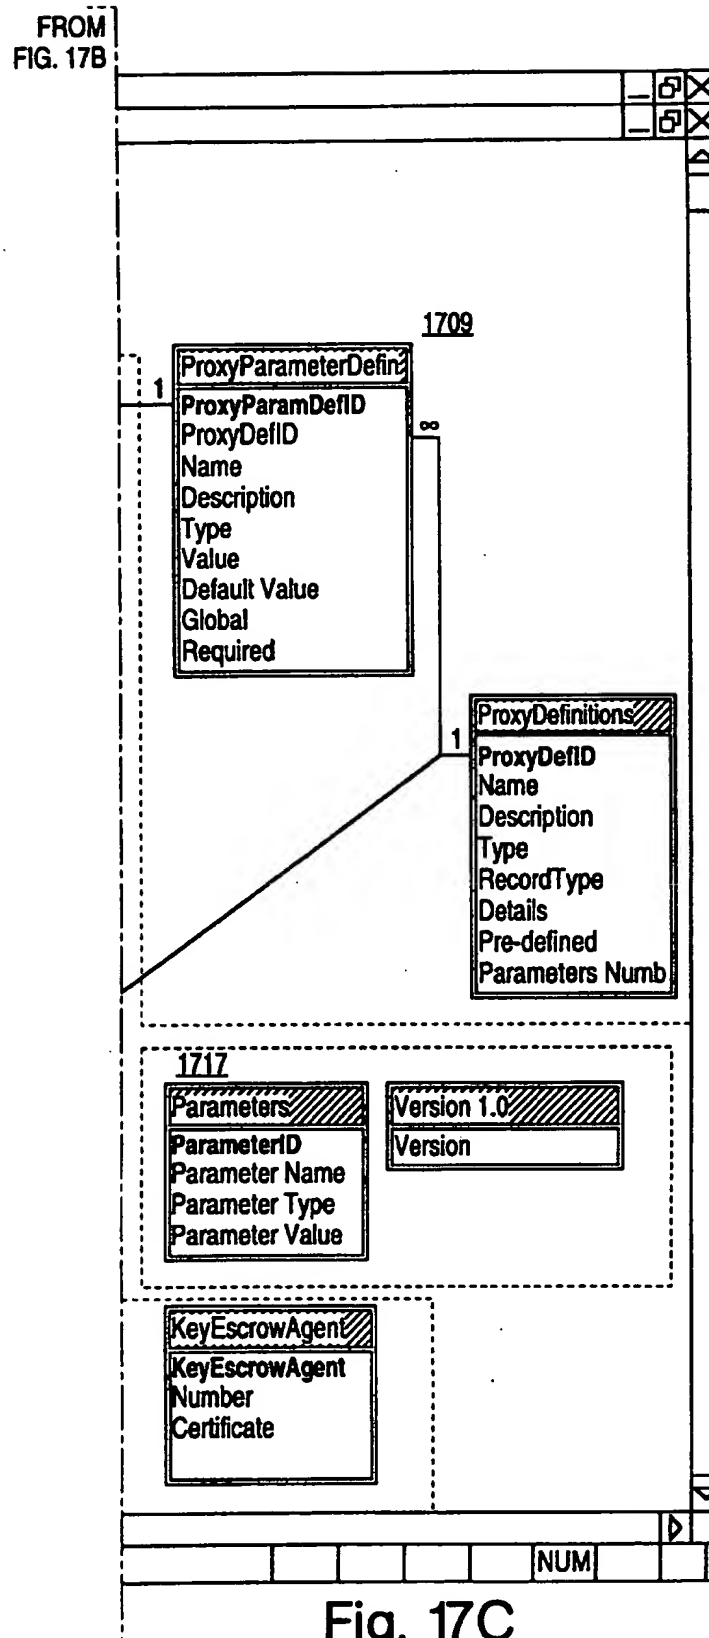 FROM
FIG. 17B
1709
ProxyParameterDefin
1
ProxyParamDefID
∞
ProxyDefID
Name
Description
Type
Value
Default Value
Global
Required
ProxyDefinitions
1
ProxyDefID
Name
Description
Type
RecordType
Details
Pre-defined
Parameters Numb
1717
Parameters
ParameterID
Parameter Name
Parameter Type
Parameter Value
Version 1.0
Version
KeyEscrowAgent
KeyEscrowAgent
Number
Certificate
NUM
Fig. 17C